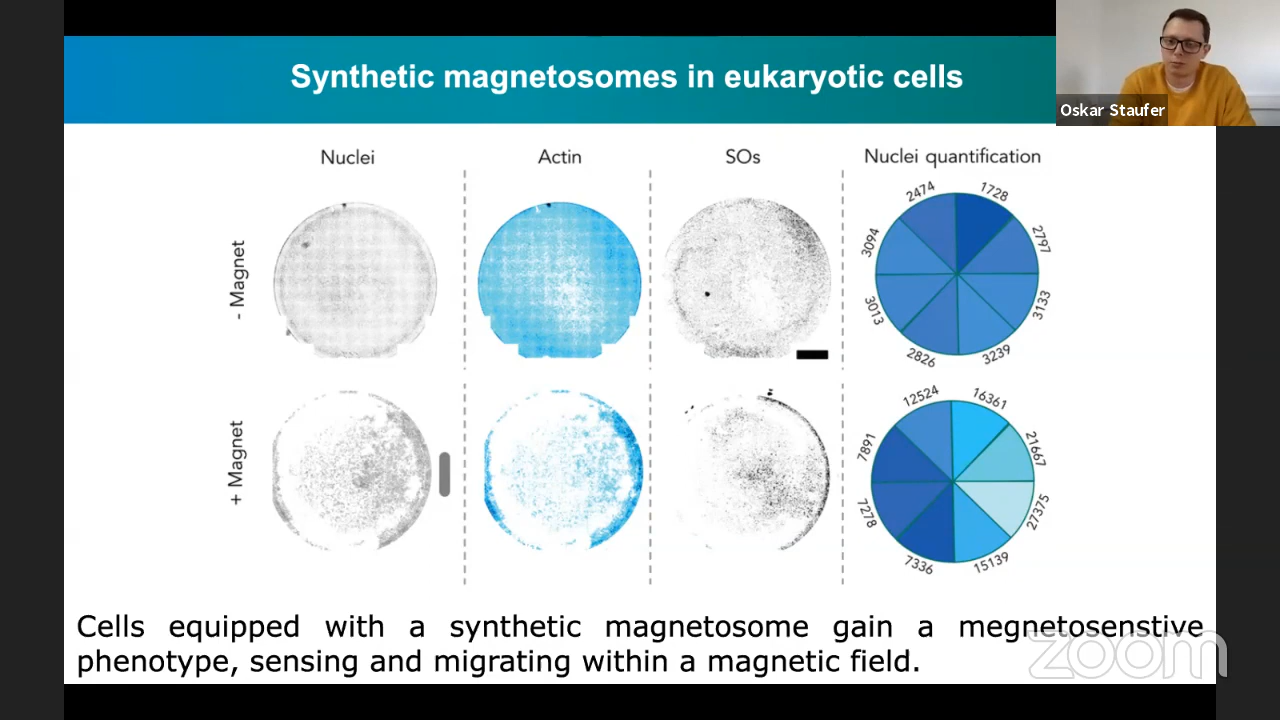 Synthetic magnetosomes in eukaryotic cells
Oskar Staufer
Nuclei
Actin
SOs
Nuclei quantification
- Magnet
2474
1728
2797
3133
3239
2826
3013
3094
+ Magnet
12524
16361
21667
27375
15139
7336
7278
7891
Cells equipped with a synthetic magnetosome gain a megnetosenstive
phenotype, sensing and migrating within a magnetic field.
zoom